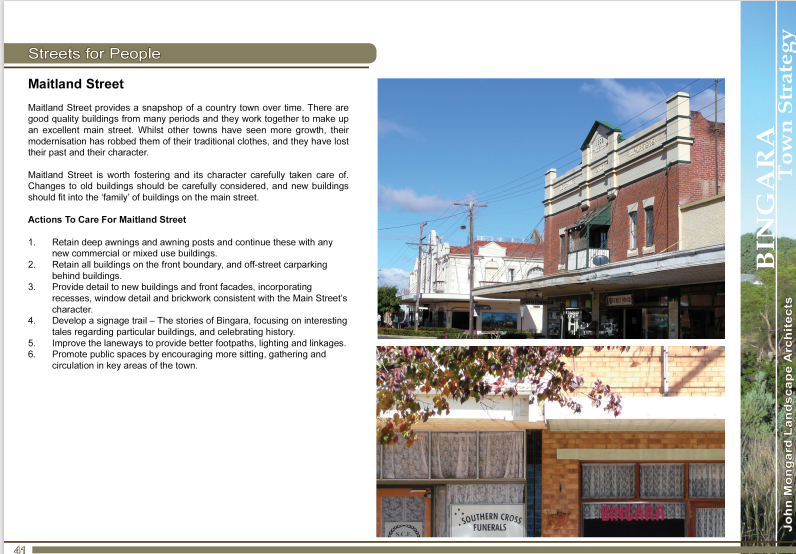 Streets for People
Maitland Street
Maitland Street provides a snapshop of a country town over time. There are
good quality buildings from many periods and they work together to make up
an excellent main street. Whilst other towns have seen more growth, their
modernisation has robbed them of their traditional clothes, and they have lost
their past and their character.
Maitland Street is worth fostering and its character carefully taken care of.
Changes to old buildings should be carefully considered, and new buildings
should fit into the ‘family’ of buildings on the main street.
Actions To Care For Maitland Street
1. Retain deep awnings and awning posts and continue these with any
new commercial or mixed use buildings.
2. Retain all buildings on the front boundary, and off-street carparking
behind buildings.
3. Provide detail to new buildings and front facades, incorporating
recesses, window detail and brickwork consistent with the Main Street’s
character.
4. Develop a signage trail – The stories of Bingara, focusing on interesting
tales regarding particular buildings, and celebrating history.
5. Improve the laneways to provide better footpaths, lighting and linkages.
6. Promote public spaces by encouraging more sitting, gathering and
circulation in key areas of the town.
SOUTHERN CROSS
FUNERALS
S.C.F.
BINGARA
BINGARA
Town Strategy
John Mongard Landscape Architects
41